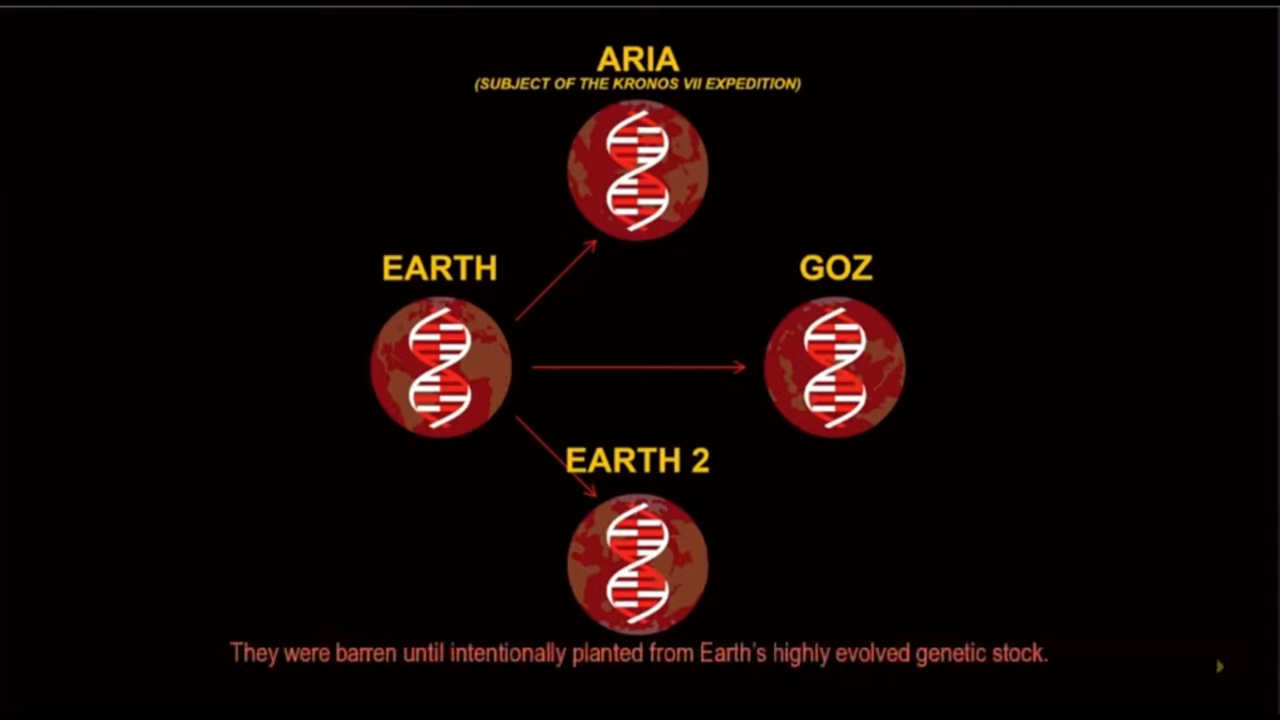 ARIA
(SUBJECT OF THE KRONOS VII EXPEDITION)
EARTH
GOZ
EARTH 2
They were barren until intentionally planted from Earth's highly evolved genetic stock.